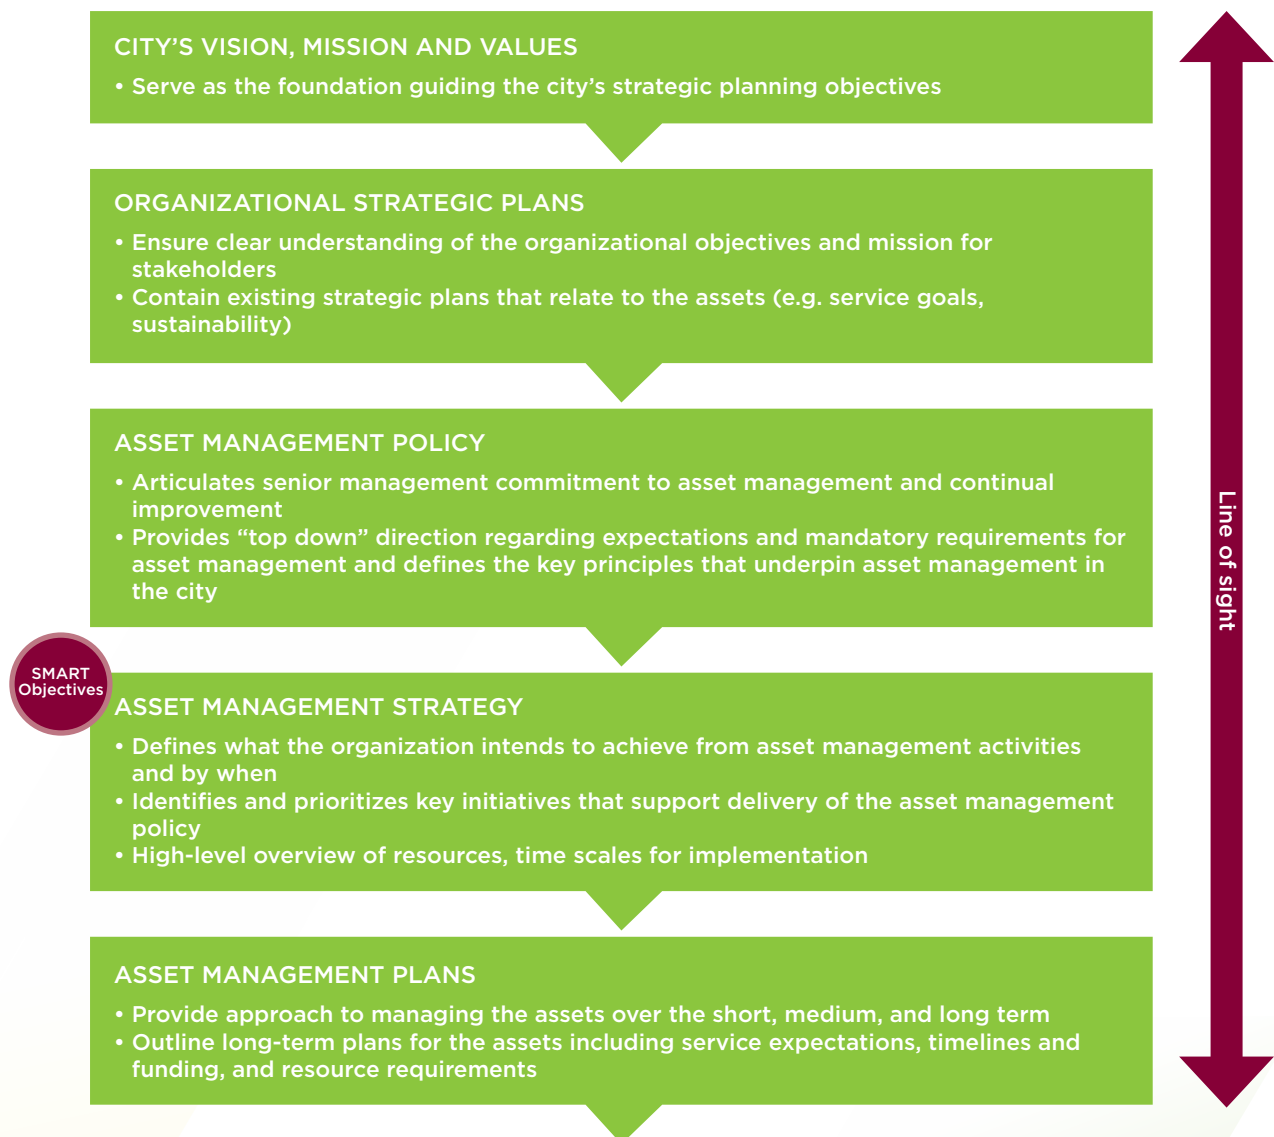 CITY’S VISION, MISSION AND VALUES
• Serve as the foundation guiding the city’s strategic planning objectives
ORGANIZATIONAL STRATEGIC PLANS
• Ensure clear understanding of the organizational objectives and mission for
stakeholders
• Contain existing strategic plans that relate to the assets (e.g. service goals,
sustainability)
ASSET MANAGEMENT POLICY
• Articulates senior management commitment to asset management and continual
improvement
• Provides “top down” direction regarding expectations and mandatory requirements for
asset management and defines the key principles that underpin asset management in
the city
SMART
Objectives
ASSET MANAGEMENT STRATEGY
• Defines what the organization intends to achieve from asset management activities
and by when
• Identifies and prioritizes key initiatives that support delivery of the asset management
policy
• High-level overview of resources, time scales for implementation
ASSET MANAGEMENT PLANS
• Provide approach to managing the assets over the short, medium, and long term
• Outline long-term plans for the assets including service expectations, timelines and
funding, and resource requirements
Line of sight